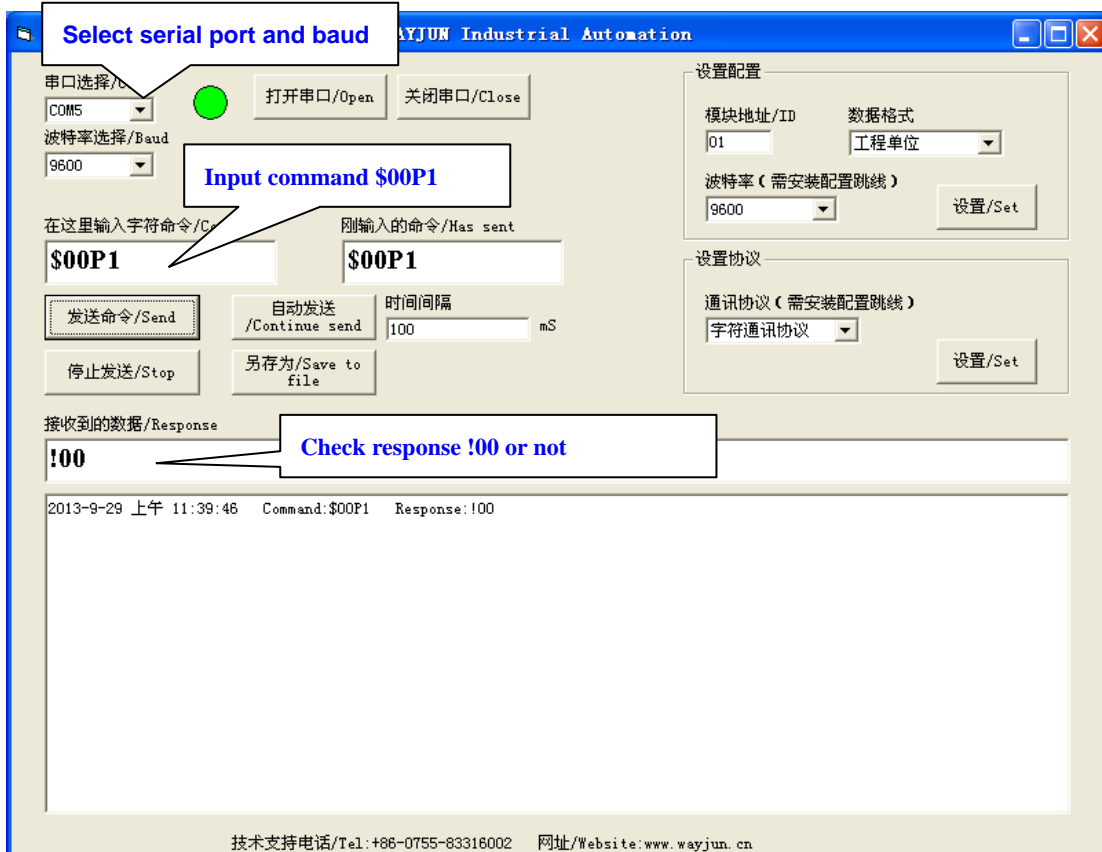 Select serial port and baud
WAYJUN Industrial Automation
串口选择/
COM5
打开串口/Open
关闭串口/Close
波特率选择/Baud
9600
Input command $00P1
在这里输入字符命令/Co
刚输入的命令/Has sent
$00P1
$00P1
发送命令/Send
自动发送
/Continue send
时间间隔
100
mS
停止发送/Stop
另存为/Save to
file
设置配置
模块地址/ID
数据格式
01
工程单位
波特率（需安装配置跳线）
9600
设置/Set
设置协议
通讯协议（需安装配置跳线）
字符通讯协议
设置/Set
接收到的数据/Response
Check response !00 or not
!00
2013-9-29 上午 11:39:46 Command:$00P1 Response:!00
技术支持电话/Tel:+86-0755-83316002 网址/Website:www.wayjun.cn